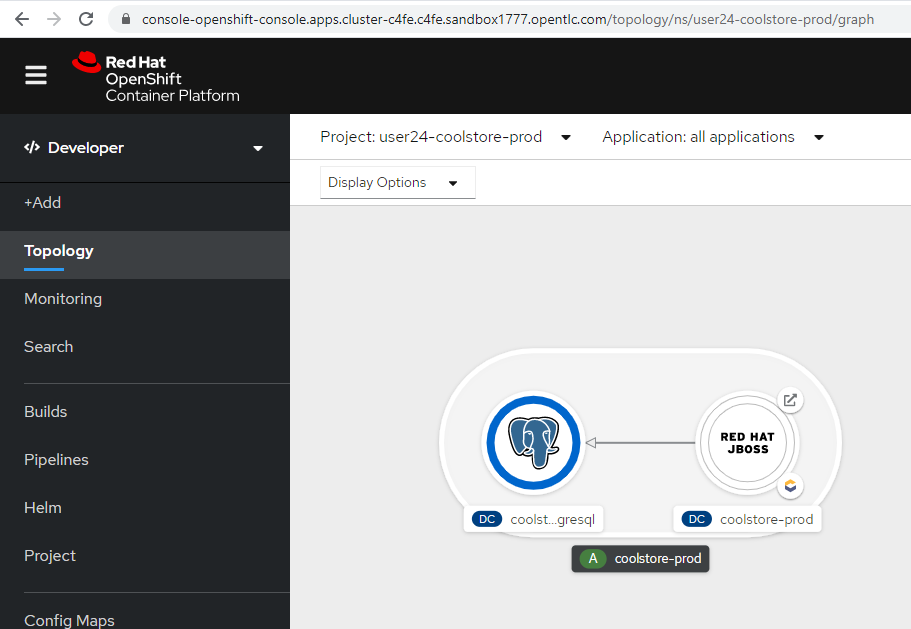 console-openshift-console.apps.cluster-c4fe.c4fe.sandbox1777.opentlc.com/topology/ns/user24-coolstore-prod/graph
Red Hat
OpenShift
Container Platform
</> Developer
Project: user24-coolstore-prod
Application: all applications
Display Options
+Add
Topology
Monitoring
Search
Builds
Pipelines
Helm
Project
Config Maps
RED HAT
JBOSS
DC coolst...gresql
DC coolstore-prod
A coolstore-prod